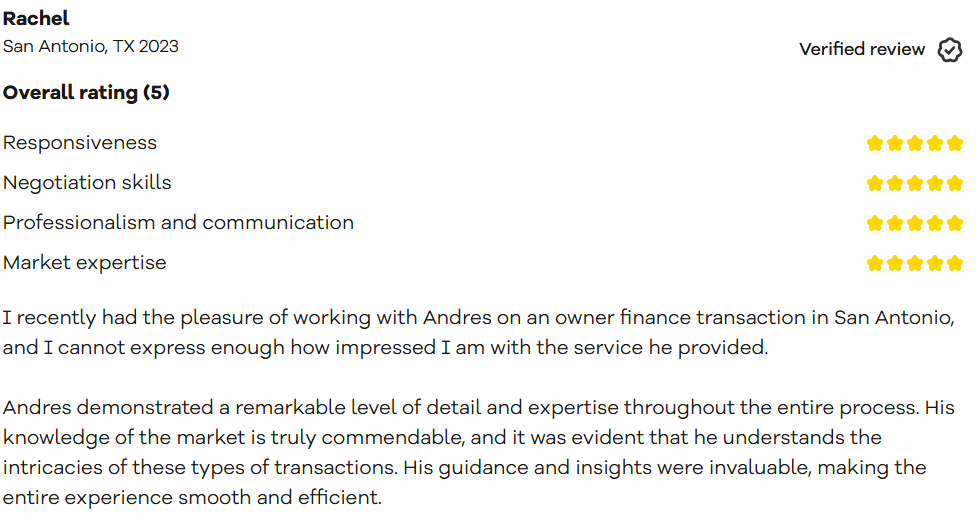 Rachel
San Antonio, TX 2023
Verified review
Overall rating (5)
Responsiveness
Negotiation skills
Professionalism and communication
Market expertise
I recently had the pleasure of working with Andres on an owner finance transaction in San Antonio,
and I cannot express enough how impressed I am with the service he provided.
Andres demonstrated a remarkable level of detail and expertise throughout the entire process. His
knowledge of the market is truly commendable, and it was evident that he understands the
intricacies of these types of transactions. His guidance and insights were invaluable, making the
entire experience smooth and efficient.